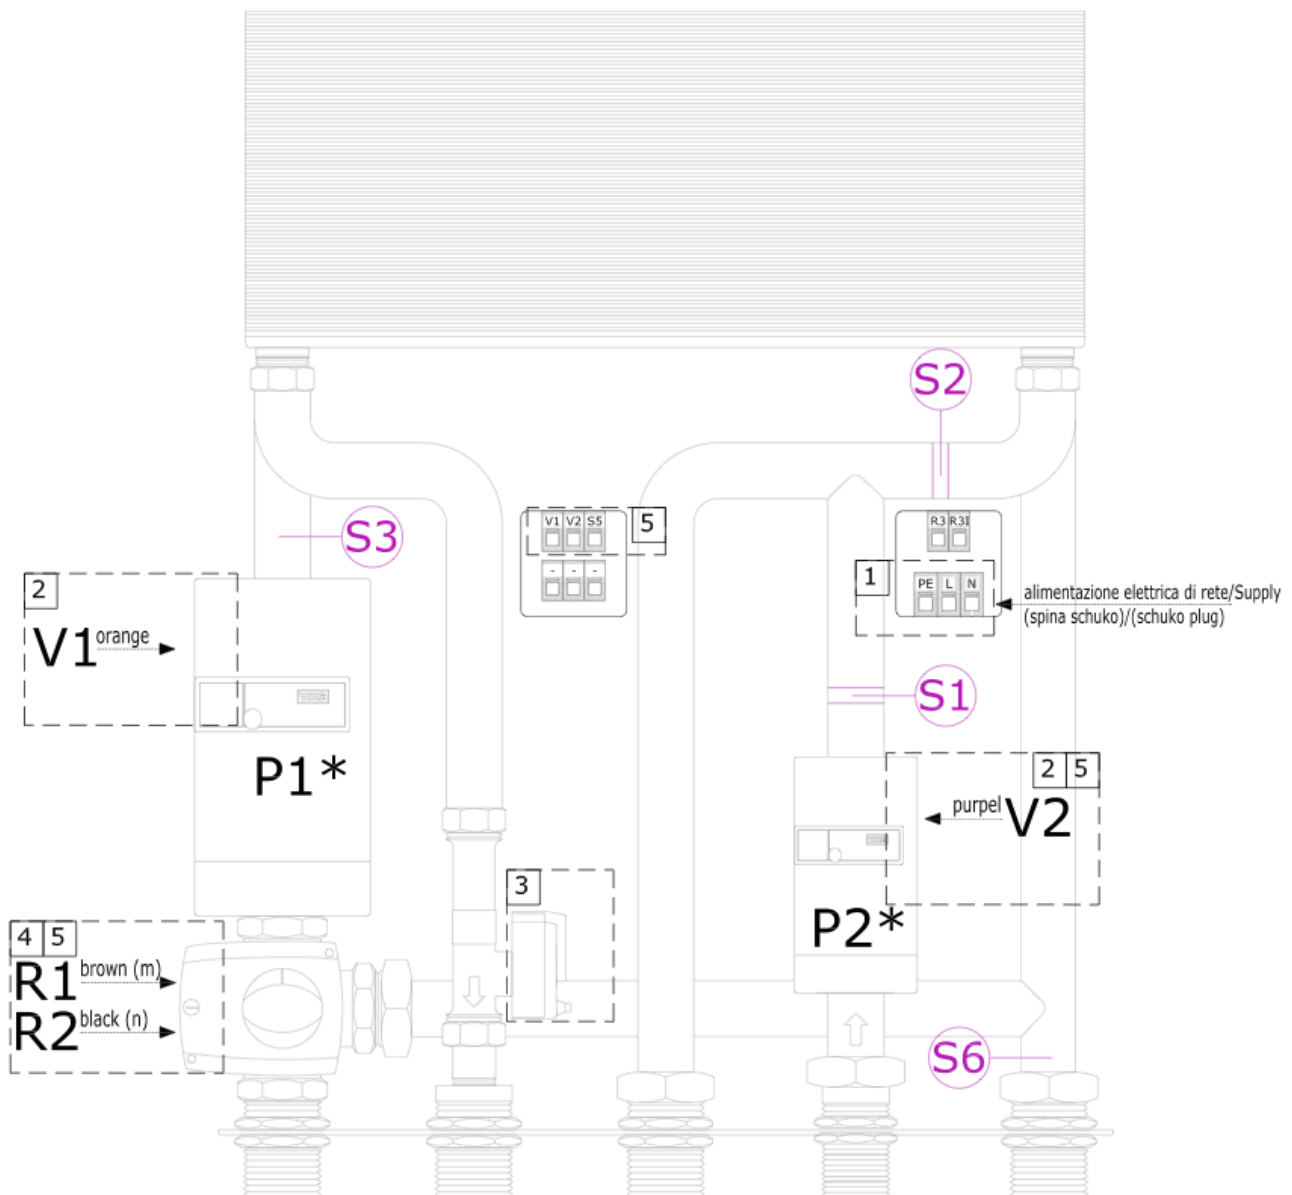 S2
V1 V2 S5
5
R3 R3I
S3
- - -
1
PE L N
alimentazione elettrica di rete/Supply
(spina schuko)/(schuko plug)
2
V1 orange
S1
P1*
2 5
purpel V2
3
P2*
4 5
R1 brown (m)
R2 black (n)
S6